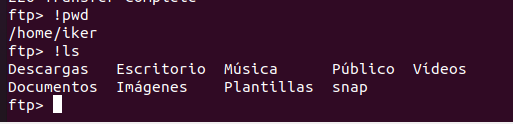 ftp> !pwd
/home/iker
ftp> !ls
Descargas Escritorio Música Público Vídeos
Documentos Imágenes Plantillas snap
ftp>